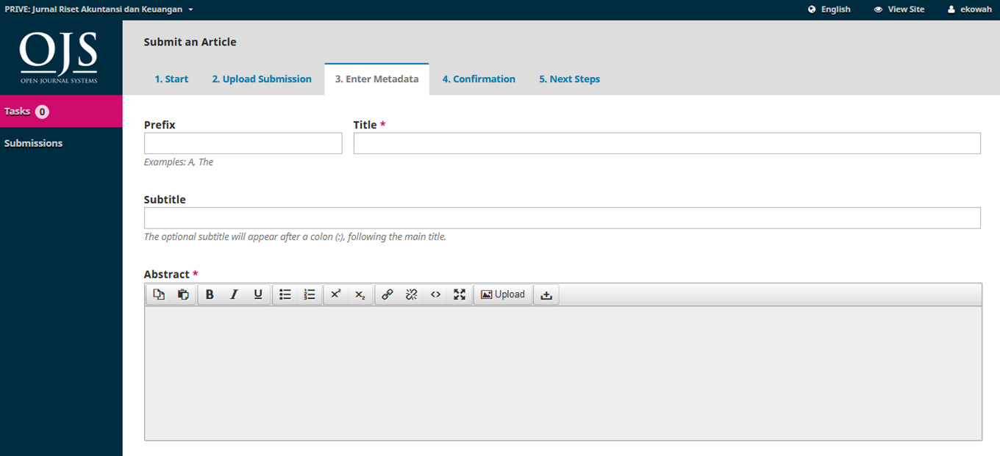 PRIVE: Jurnal Riset Akuntansi dan Keuangan
English View Site ekowah
OJS
OPEN JOURNAL SYSTEMS
Submit an Article
1. Start 2. Upload Submission 3. Enter Metadata 4. Confirmation 5. Next Steps
Tasks 0
Submissions
Prefix Title *
Examples: A, The
Subtitle
The optional subtitle will appear after a colon (:), following the main title.
Abstract *
B I U x² x₂ <> Upload